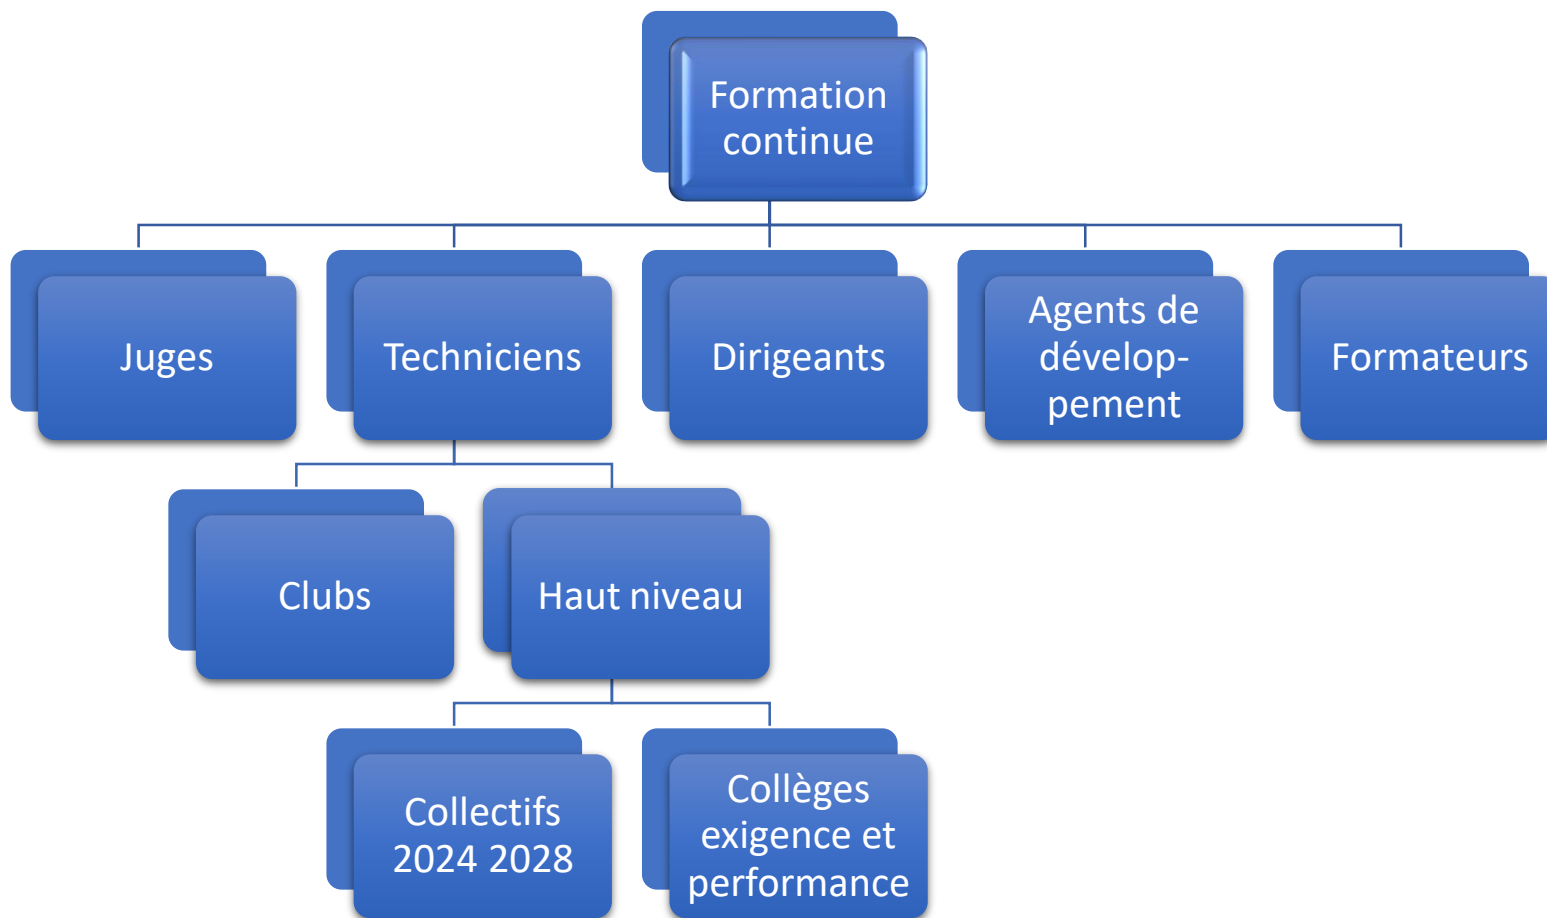 Formation
continue
Juges
Techniciens
Dirigeants
Agents de
dévelop-
pement
Formateurs
Clubs
Haut niveau
Collectifs
2024 2028
Collèges
exigence et
performance